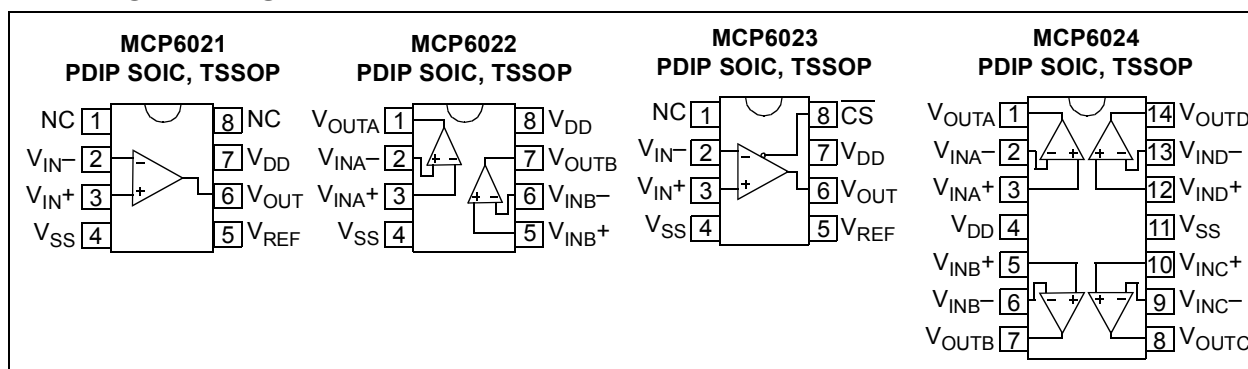 MCP6021
PDIP SOIC, TSSOP
NC 1
VIN– 2
VIN+ 3
VSS 4
8 NC
7 VDD
6 VOUT
5 VREF
–
+
MCP6022
PDIP SOIC, TSSOP
VOUTA 1
VINA– 2
VINA+ 3
VSS 4
8 VDD
7 VOUTB
6 VINB–
5 VINB+
+ -
+ -
MCP6023
PDIP SOIC, TSSOP
NC 1
VIN– 2
VIN+ 3
VSS 4
8 CS
7 VDD
6 VOUT
5 VREF
–
+
MCP6024
PDIP SOIC, TSSOP
VOUTA 1
VINA– 2
VINA+ 3
VDD 4
VINB+ 5
VINB– 6
VOUTB 7
14 VOUTD
13 VIND–
12 VIND+
11 VSS
10 VINC+
9 VINC–
8 VOUTC
- +
+ -
- +
+ -